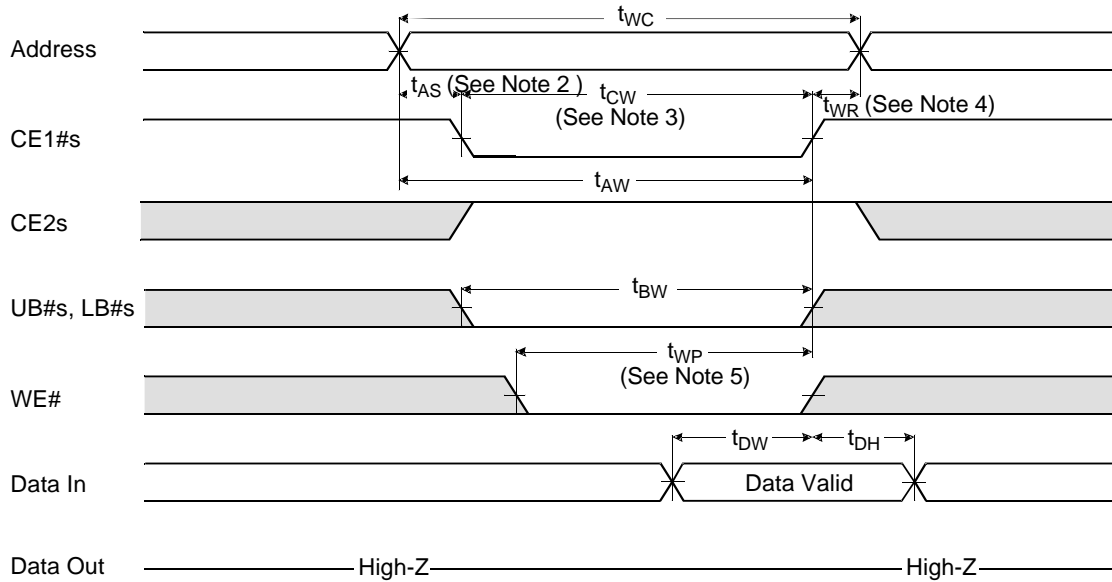 tWC
Address
tAS (See Note 2 )
tCW
(See Note 3)
tWR (See Note 4)
CE1#s
tAW
CE2s
tBW
UB#s, LB#s
tWP
(See Note 5)
WE#
tDW
tDH
Data In
Data Valid
Data Out
High-Z
High-Z